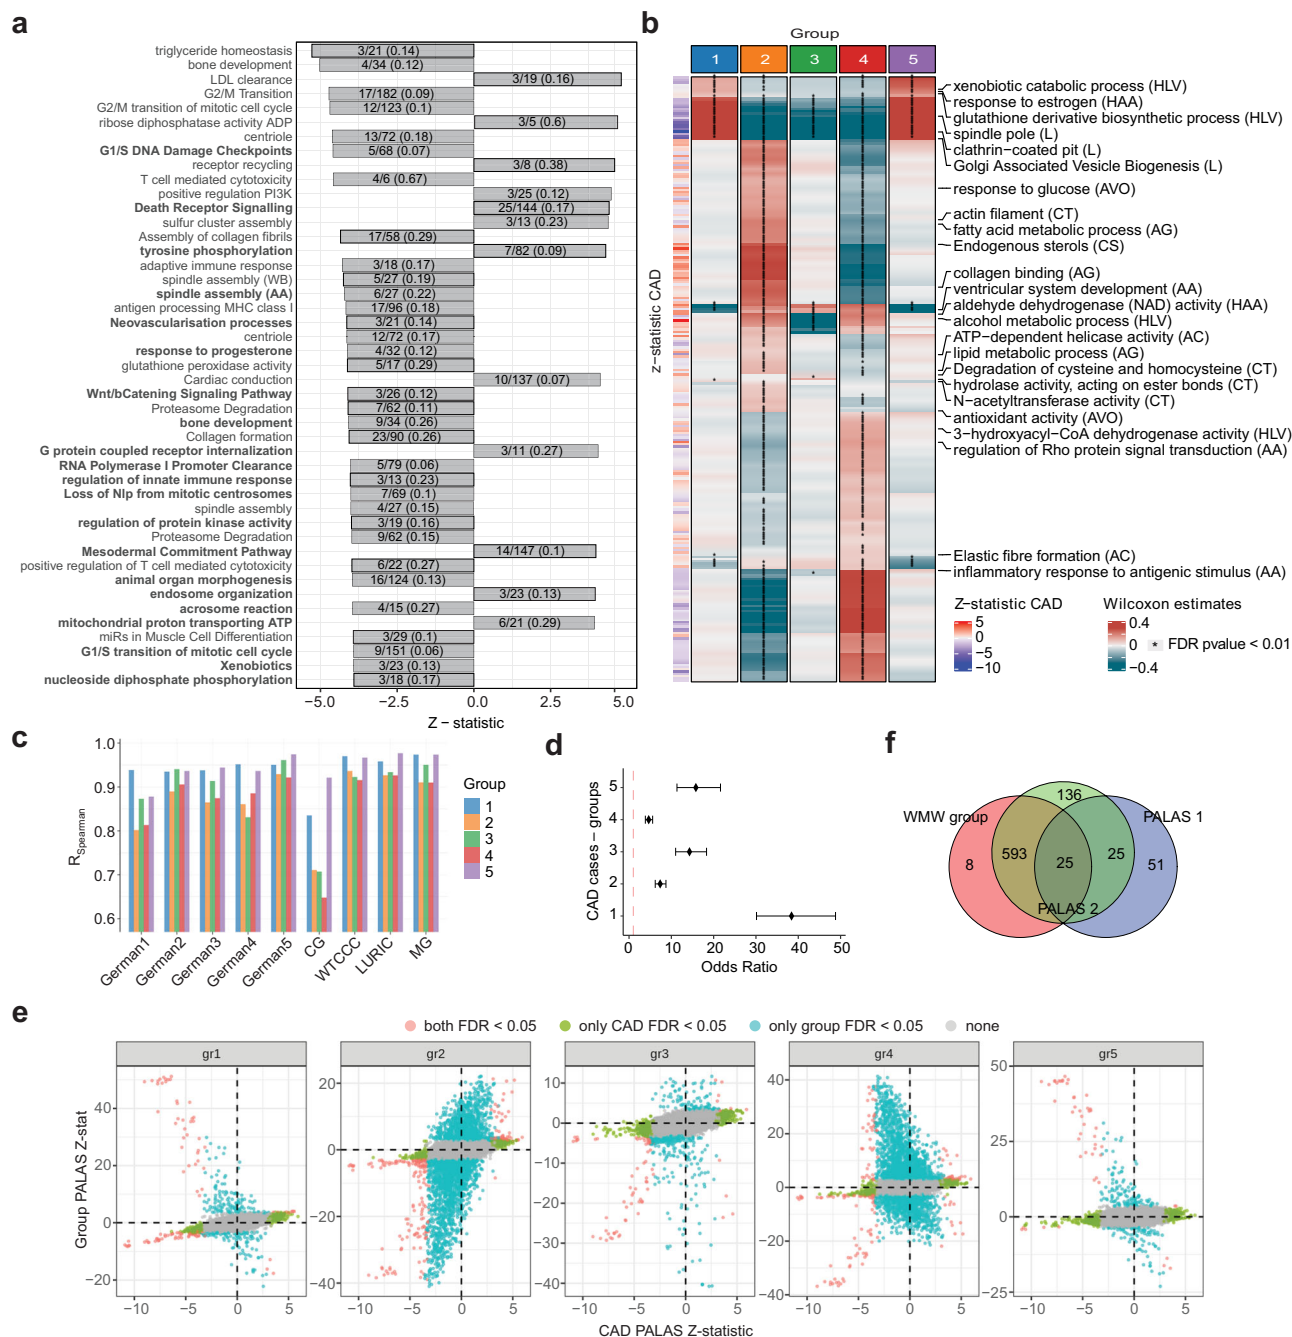 a
triglyceride homeostasis 3/21 (0.14)
bone development 4/34 (0.12)
LDL clearance 3/19 (0.16)
G2/M Transition 17/182 (0.09)
G2/M transition of mitotic cell cycle 12/123 (0.1)
ribose diphosphatase activity ADP 3/5 (0.6)
centriole 13/72 (0.18)
G1/S DNA Damage Checkpoints 5/68 (0.07)
receptor recycling 3/8 (0.38)
T cell mediated cytotoxicity 4/6 (0.67)
positive regulation PI3K 3/25 (0.12)
Death Receptor Signalling 25/144 (0.17)
sulfur cluster assembly 3/13 (0.23)
Assembly of collagen fibrils 17/58 (0.29)
tyrosine phosphorylation 7/82 (0.09)
adaptive immune response 3/18 (0.17)
spindle assembly (WB) 5/27 (0.19)
spindle assembly (AA) 6/27 (0.22)
antigen processing MHC class I 17/96 (0.18)
Neovascularisation processes 3/21 (0.14)
centriole 12/72 (0.17)
response to progesterone 4/32 (0.12)
glutathione peroxidase activity 5/17 (0.29)
Cardiac conduction 10/137 (0.07)
Wnt/bCatening Signaling Pathway 3/26 (0.12)
Proteasome Degradation 7/62 (0.11)
bone development 9/34 (0.26)
Collagen formation 23/90 (0.26)
G protein coupled receptor internalization 3/11 (0.27)
RNA Polymerase I Promoter Clearance 5/79 (0.06)
regulation of innate immune response 3/13 (0.23)
Loss of Nlp from mitotic centrosomes 7/69 (0.1)
spindle assembly 4/27 (0.15)
regulation of protein kinase activity 3/19 (0.16)
Proteasome Degradation 9/62 (0.15)
Mesodermal Commitment Pathway 14/147 (0.1)
positive regulation of T cell mediated cytotoxicity 6/22 (0.27)
animal organ morphogenesis 16/124 (0.13)
endosome organization 3/23 (0.13)
acrosome reaction 4/15 (0.27)
mitochondrial proton transporting ATP 6/21 (0.29)
miRs in Muscle Cell Differentiation 3/29 (0.1)
G1/S transition of mitotic cell cycle 9/151 (0.06)
Xenobiotics 3/23 (0.13)
nucleoside diphosphate phosphorylation 3/18 (0.17)
−5.0 −2.5 0.0 2.5 5.0
Z − statistic
b
Group
1 2 3 4 5
z−statistic CAD
xenobiotic catabolic process (HLV)
response to estrogen (HAA)
glutathione derivative biosynthetic process (HLV)
spindle pole (L)
clathrin−coated pit (L)
Golgi Associated Vesicle Biogenesis (L)
response to glucose (AVO)
actin filament (CT)
fatty acid metabolic process (AG)
Endogenous sterols (CS)
collagen binding (AG)
ventricular system development (AA)
aldehyde dehydrogenase (NAD) activity (HAA)
alcohol metabolic process (HLV)
ATP−dependent helicase activity (AC)
lipid metabolic process (AG)
Degradation of cysteine and homocysteine (CT)
hydrolase activity, acting on ester bonds (CT)
N−acetyltransferase activity (CT)
antioxidant activity (AVO)
3−hydroxyacyl−CoA dehydrogenase activity (HLV)
regulation of Rho protein signal transduction (AA)
Elastic fibre formation (AC)
inflammatory response to antigenic stimulus (AA)
Z−statistic CAD
5
0
−5
−10
Wilcoxon estimates
0.4
0
−0.4
* FDR pvalue < 0.01
c
RSpearman
1.0
0.9
0.8
0.7
0.6
German1 German2 German3 German4 German5 CG WTCCC LURIC MG
Group
1
2
3
4
5
d
CAD cases − groups
5
4
3
2
1
0 10 20 30 40 50
Odds Ratio
f
WMW group
PALAS 1
PALAS 2
136
8 593 25 25 51
e
both FDR < 0.05 only CAD FDR < 0.05 only group FDR < 0.05 none
gr1 gr2 gr3 gr4 gr5
Group PALAS Z-stat
40
20
0
−20
20
0
−20
−40
10
0
−10
−20
−30
−40
40
20
0
−20
−40
50
25
0
−25
−10 −5 0 5
−10 −5 0 5
−10 −5 0 5
−10 −5 0 5
−10 −5 0 5
CAD PALAS Z-statistic